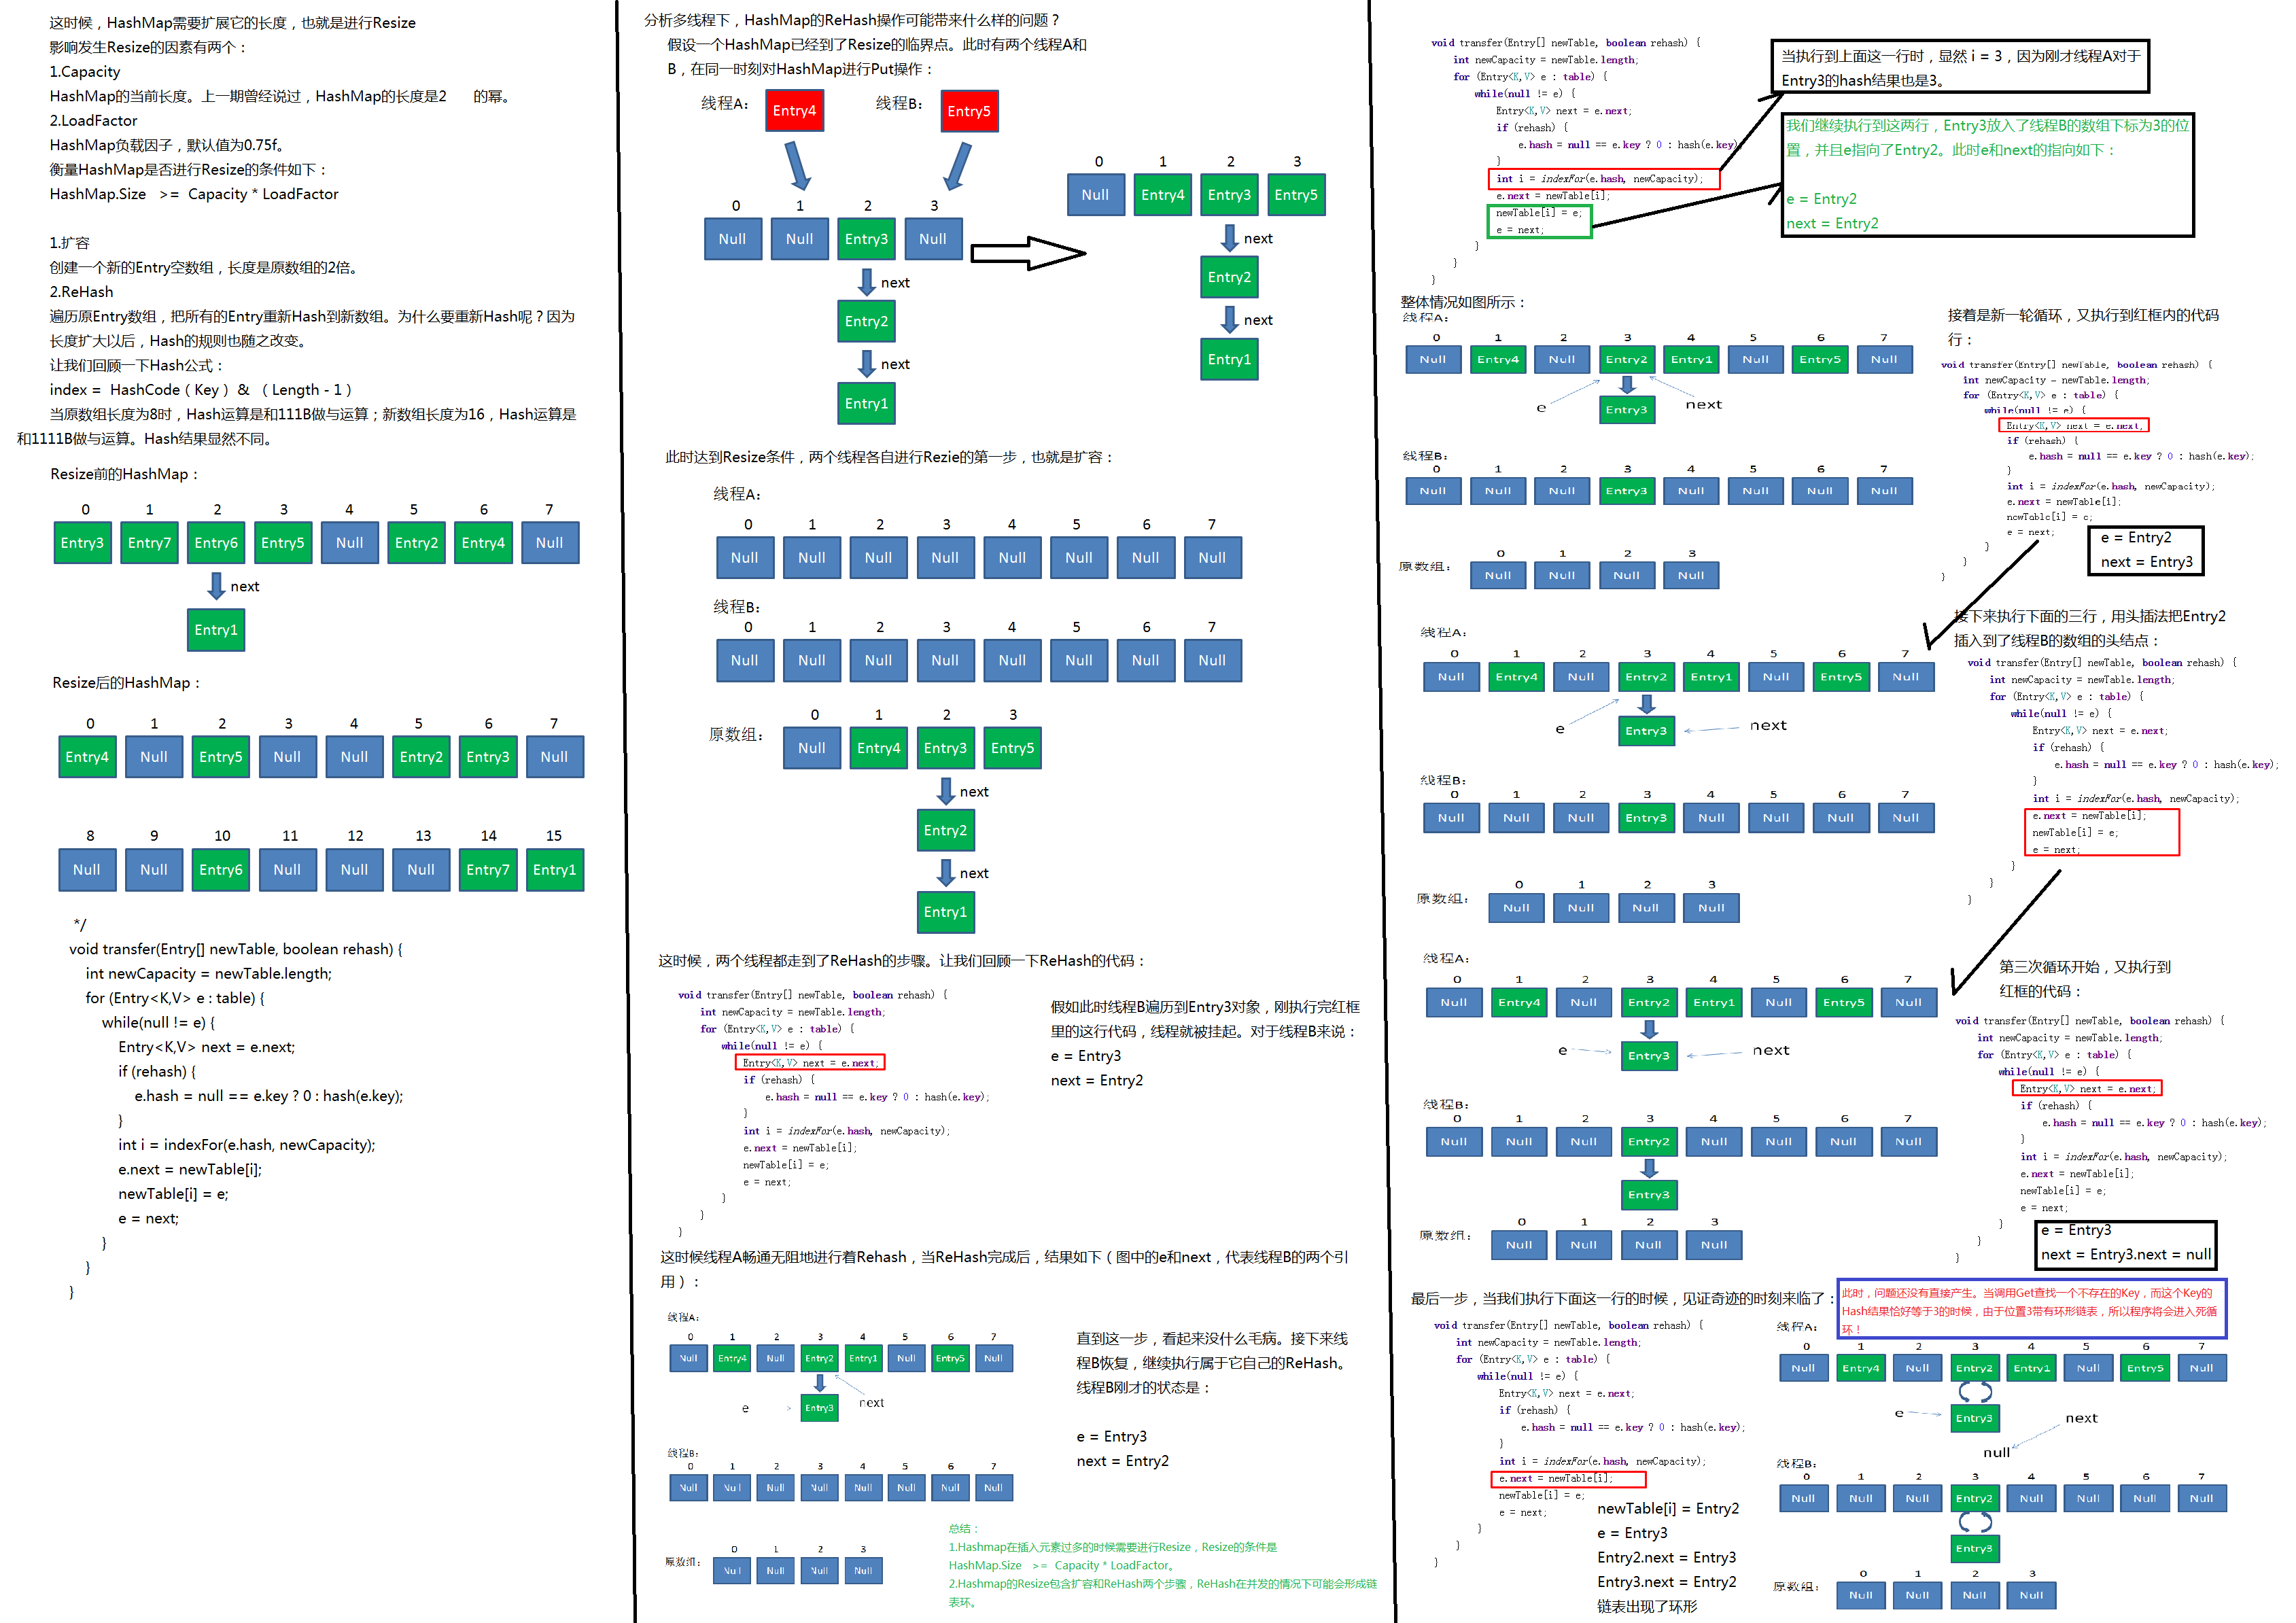 这时候，HashMap需要扩展它的长度，也就是进行Resize
影响发生Resize的因素有两个：
1.Capacity
HashMap的当前长度。上一期曾经说过，HashMap的长度是2 的幂。
2.LoadFactor
HashMap负载因子，默认值为0.75f。
衡量HashMap是否进行Resize的条件如下：
HashMap.Size >= Capacity * LoadFactor
1.扩容
创建一个新的Entry空数组，长度是原数组的2倍。
2.ReHash
遍历原Entry数组，把所有的Entry重新Hash到新数组。为什么要重新Hash呢？因为
长度扩大以后，Hash的规则也随之改变。
让我们回顾一下Hash公式：
index = HashCode（Key） & （Length - 1）
当原数组长度为8时，Hash运算是和111B做与运算；新数组长度为16，Hash运算是
和1111B做与运算。Hash结果显然不同。
Resize前的HashMap：
0 1 2 3 4 5 6 7
Entry3 Entry7 Entry6 Entry5 Null Entry2 Entry4 Null
next
Entry1
Resize后的HashMap：
0 1 2 3 4 5 6 7
Entry4 Null Entry5 Null Null Entry2 Entry3 Null
8 9 10 11 12 13 14 15
Null Null Entry6 Null Null Null Entry7 Entry1
*/
void transfer(Entry[] newTable, boolean rehash) {
int newCapacity = newTable.length;
for (Entry<K,V> e : table) {
while(null != e) {
Entry<K,V> next = e.next;
if (rehash) {
e.hash = null == e.key ? 0 : hash(e.key);
}
int i = indexFor(e.hash, newCapacity);
e.next = newTable[i];
newTable[i] = e;
e = next;
}
}
}
分析多线程下，HashMap的ReHash操作可能带来什么样的问题？
假设一个HashMap已经到了Resize的临界点。此时有两个线程A和
B，在同一时刻对HashMap进行Put操作：
线程A： Entry4 线程B： Entry5
0 1 2 3
Null Null Entry3 Null
next
Entry2
next
Entry1
0 1 2 3
Null Entry4 Entry3 Entry5
next
Entry2
next
Entry1
此时达到Resize条件，两个线程各自进行Rezie的第一步，也就是扩容：
线程A：
0 1 2 3 4 5 6 7
Null Null Null Null Null Null Null Null
线程B：
0 1 2 3 4 5 6 7
Null Null Null Null Null Null Null Null
0 1 2 3
原数组： Null Entry4 Entry3 Entry5
next
Entry2
next
Entry1
这时候，两个线程都走到了ReHash的步骤。让我们回顾一下ReHash的代码：
void transfer(Entry[] newTable, boolean rehash) {
int newCapacity = newTable.length;
for (Entry<K,V> e : table) {
while(null != e) {
Entry<K,V> next = e.next;
if (rehash) {
e.hash = null == e.key ? 0 : hash(e.key);
}
int i = indexFor(e.hash, newCapacity);
e.next = newTable[i];
newTable[i] = e;
e = next;
}
}
}
假如此时线程B遍历到Entry3对象，刚执行完红框
里的这行代码，线程就被挂起。对于线程B来说：
e = Entry3
next = Entry2
这时候线程A畅通无阻地进行着Rehash，当ReHash完成后，结果如下（图中的e和next，代表线程B的两个引
用）：
线程A：
0 1 2 3 4 5 6 7
Null Entry4 Null Entry2 Entry1 Null Entry5 Null
e Entry3 next
线程B：
0 1 2 3 4 5 6 7
Null Null Null Null Null Null Null Null
0 1 2 3
原数组： Null Null Null Null
直到这一步，看起来没什么毛病。接下来线
程B恢复，继续执行属于它自己的ReHash。
线程B刚才的状态是：
e = Entry3
next = Entry2
总结：
1.Hashmap在插入元素过多的时候需要进行Resize，Resize的条件是
HashMap.Size >= Capacity * LoadFactor。
2.Hashmap的Resize包含扩容和ReHash两个步骤，ReHash在并发的情况下可能会形成链
表环。
void transfer(Entry[] newTable, boolean rehash) {
int newCapacity = newTable.length;
for (Entry<K,V> e : table) {
while(null != e) {
Entry<K,V> next = e.next;
if (rehash) {
e.hash = null == e.key ? 0 : hash(e.key)
}
int i = indexFor(e.hash, newCapacity);
e.next = newTable[i];
newTable[i] = e;
e = next;
}
}
}
当执行到上面这一行时，显然 i = 3，因为刚才线程A对于
Entry3的hash结果也是3。
我们继续执行到这两行，Entry3放入了线程B的数组下标为3的位
置，并且e指向了Entry2。此时e和next的指向如下：
e = Entry2
next = Entry2
整体情况如图所示：
线程A：
0 1 2 3 4 5 6 7
Null Entry4 Null Entry2 Entry1 Null Entry5 Null
e Entry3 next
线程B：
0 1 2 3 4 5 6 7
Null Null Null Entry3 Null Null Null Null
0 1 2 3
原数组： Null Null Null Null
接着是新一轮循环，又执行到红框内的代码
行：
void transfer(Entry[] newTable, boolean rehash) {
int newCapacity = newTable.length;
for (Entry<K,V> e : table) {
while(null != e) {
Entry<K,V> next = e.next;
if (rehash) {
e.hash = null == e.key ? 0 : hash(e.key);
}
int i = indexFor(e.hash, newCapacity);
e.next = newTable[i];
newTable[i] = e;
e = next;
}
}
}
e = Entry2
next = Entry3
线程A：
0 1 2 3 4 5 6 7
Null Entry4 Null Entry2 Entry1 Null Entry5 Null
e Entry3 next
线程B：
0 1 2 3 4 5 6 7
Null Null Null Entry3 Null Null Null Null
0 1 2 3
原数组： Null Null Null Null
接下来执行下面的三行，用头插法把Entry2
插入到了线程B的数组的头结点：
void transfer(Entry[] newTable, boolean rehash) {
int newCapacity = newTable.length;
for (Entry<K,V> e : table) {
while(null != e) {
Entry<K,V> next = e.next;
if (rehash) {
e.hash = null == e.key ? 0 : hash(e.key);
}
int i = indexFor(e.hash, newCapacity);
e.next = newTable[i];
newTable[i] = e;
e = next;
}
}
}
线程A：
0 1 2 3 4 5 6 7
Null Entry4 Null Entry2 Entry1 Null Entry5 Null
e Entry3 next
线程B：
0 1 2 3 4 5 6 7
Null Null Null Entry2 Null Null Null Null
Entry3
0 1 2 3
原数组： Null Null Null Null
第三次循环开始，又执行到
红框的代码：
void transfer(Entry[] newTable, boolean rehash) {
int newCapacity = newTable.length;
for (Entry<K,V> e : table) {
while(null != e) {
Entry<K,V> next = e.next;
if (rehash) {
e.hash = null == e.key ? 0 : hash(e.key);
}
int i = indexFor(e.hash, newCapacity);
e.next = newTable[i];
newTable[i] = e;
e = next;
}
}
}
e = Entry3
next = Entry3.next = null
最后一步，当我们执行下面这一行的时候，见证奇迹的时刻来临了：
void transfer(Entry[] newTable, boolean rehash) {
int newCapacity = newTable.length;
for (Entry<K,V> e : table) {
while(null != e) {
Entry<K,V> next = e.next;
if (rehash) {
e.hash = null == e.key ? 0 : hash(e.key);
}
int i = indexFor(e.hash, newCapacity);
e.next = newTable[i];
newTable[i] = e;
e = next;
}
}
}
newTable[i] = Entry2
e = Entry3
Entry2.next = Entry3
Entry3.next = Entry2
链表出现了环形
此时，问题还没有直接产生。当调用Get查找一个不存在的Key，而这个Key的
Hash结果恰好等于3的时候，由于位置3带有环形链表，所以程序将会进入死循
环！
线程A：
0 1 2 3 4 5 6 7
Null Entry4 Null Entry2 Entry1 Null Entry5 Null
e Entry3 next
null
线程B：
0 1 2 3 4 5 6 7
Null Null Null Entry2 Null Null Null Null
Entry3
0 1 2 3
原数组： Null Null Null Null